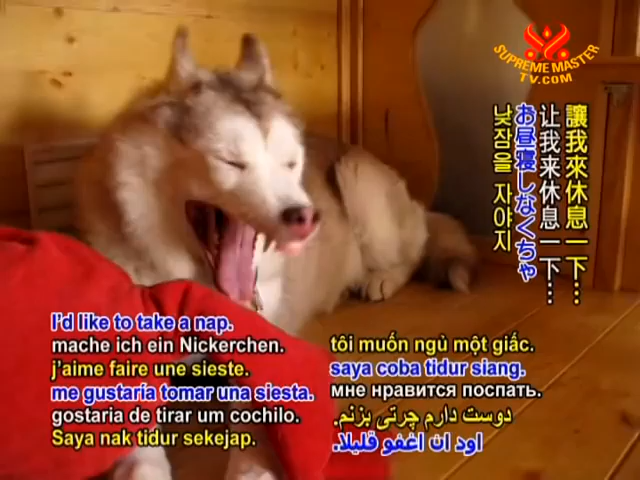 SUPREME MASTER
TV.COM
讓我來休息一下…
让我来休息一下…
お昼寝しなくちゃ
낮잠을 자야지
I'd like to take a nap.
mache ich ein Nickerchen.
j'aime faire une sieste.
me gustaría tomar una siesta.
gostaria de tirar um cochilo.
Saya nak tidur sekejap.
tôi muốn ngủ một giấc.
saya coba tidur siang.
мне нравится поспать.
دوست دارم چرتی بزنم.
اود ان اغفو قليلا.